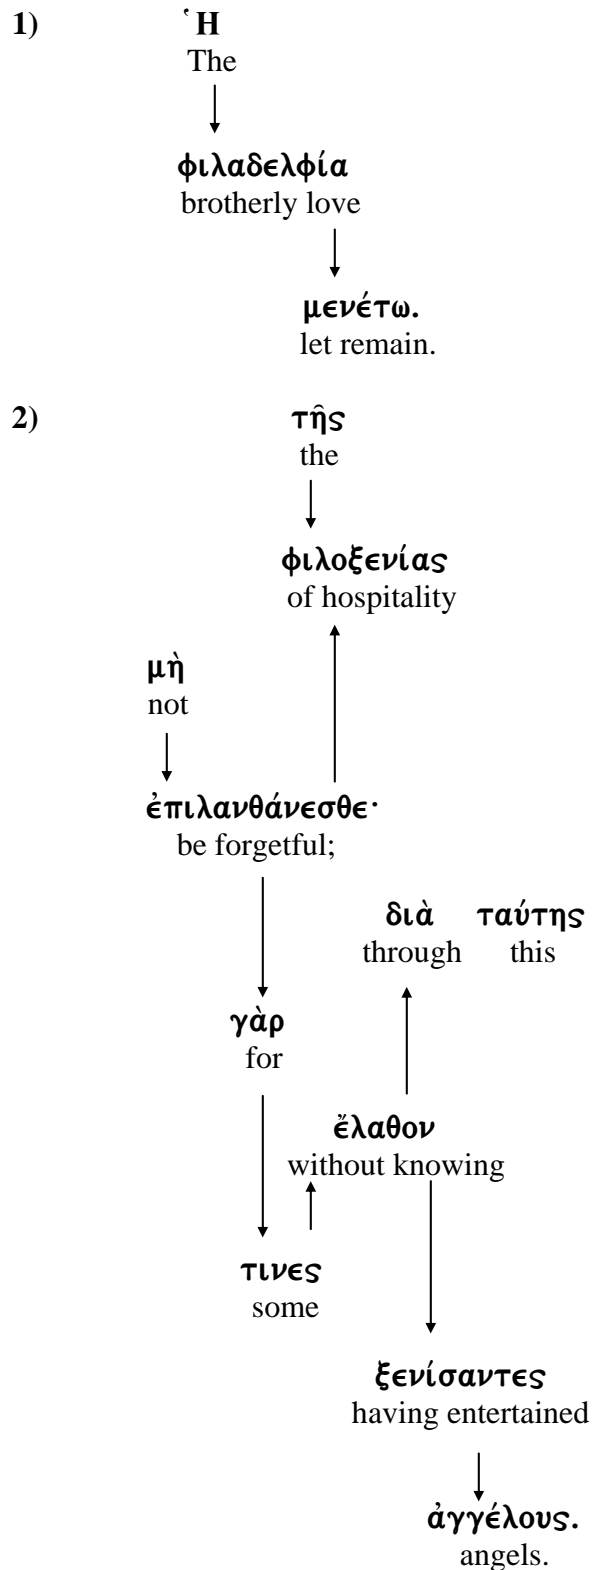 1) Ἡ
The
φιλαδελφία
brotherly love
μενέτω.
let remain.
2) τῆς
the
φιλοξενίας
of hospitality
μὴ
not
ἐπιλανθάνεσθε·
be forgetful;
διὰ ταύτης
through this
γὰρ
for
ἔλαθον
without knowing
τινες
some
ξενίσαντες
having entertained
ἀγγέλους.
angels.